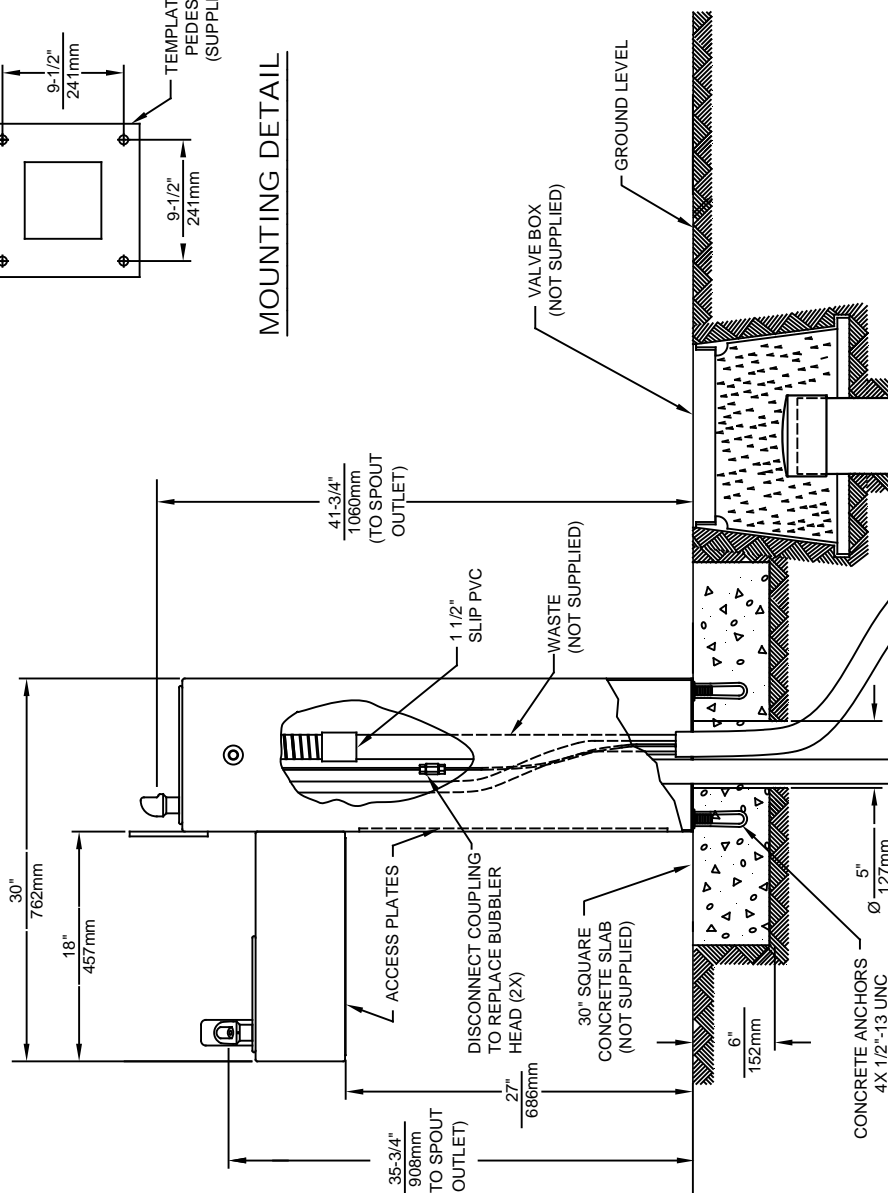 9-1/2"
241mm
TEMPLAT
PEDES
(SUPPLI
9-1/2"
241mm
MOUNTING DETAIL
GROUND LEVEL
VALVE BOX
(NOT SUPPLIED)
41-3/4"
1060mm
(TO SPOUT
OUTLET)
1 1/2"
SLIP PVC
WASTE
(NOT SUPPLIED)
30"
762mm
18"
457mm
ACCESS PLATES
DISCONNECT COUPLING
TO REPLACE BUBBLER
HEAD (2X)
30" SQUARE
CONCRETE SLAB
(NOT SUPPLIED)
27"
686mm
35-3/4"
908mm
TO SPOUT
OUTLET)
6"
152mm
5"
Ø 127mm
CONCRETE ANCHORS
4X 1/2"-13 UNC